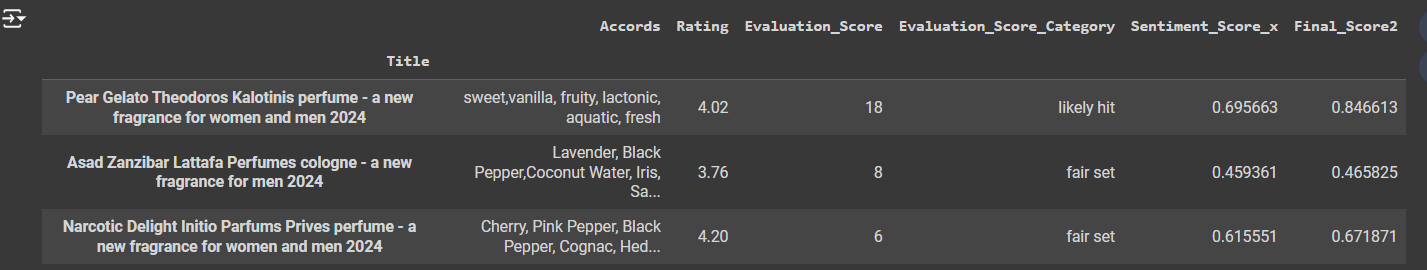 Accords Rating Evaluation_Score Evaluation_Score_Category Sentiment_Score_x Final_Score2
Title
Pear Gelato Theodoros Kalotinis perfume - a new
fragrance for women and men 2024
sweet,vanilla, fruity, lactonic,
aquatic, fresh
4.02 18 likely hit 0.695663 0.846613
Asad Zanzibar Lattafa Perfumes cologne - a new
fragrance for men 2024
Lavender, Black
Pepper,Coconut Water, Iris,
Sa...
3.76 8 fair set 0.459361 0.465825
Narcotic Delight Initio Parfums Prives perfume - a
new fragrance for women and men 2024
Cherry, Pink Pepper, Black
Pepper, Cognac, Hed...
4.20 6 fair set 0.615551 0.671871